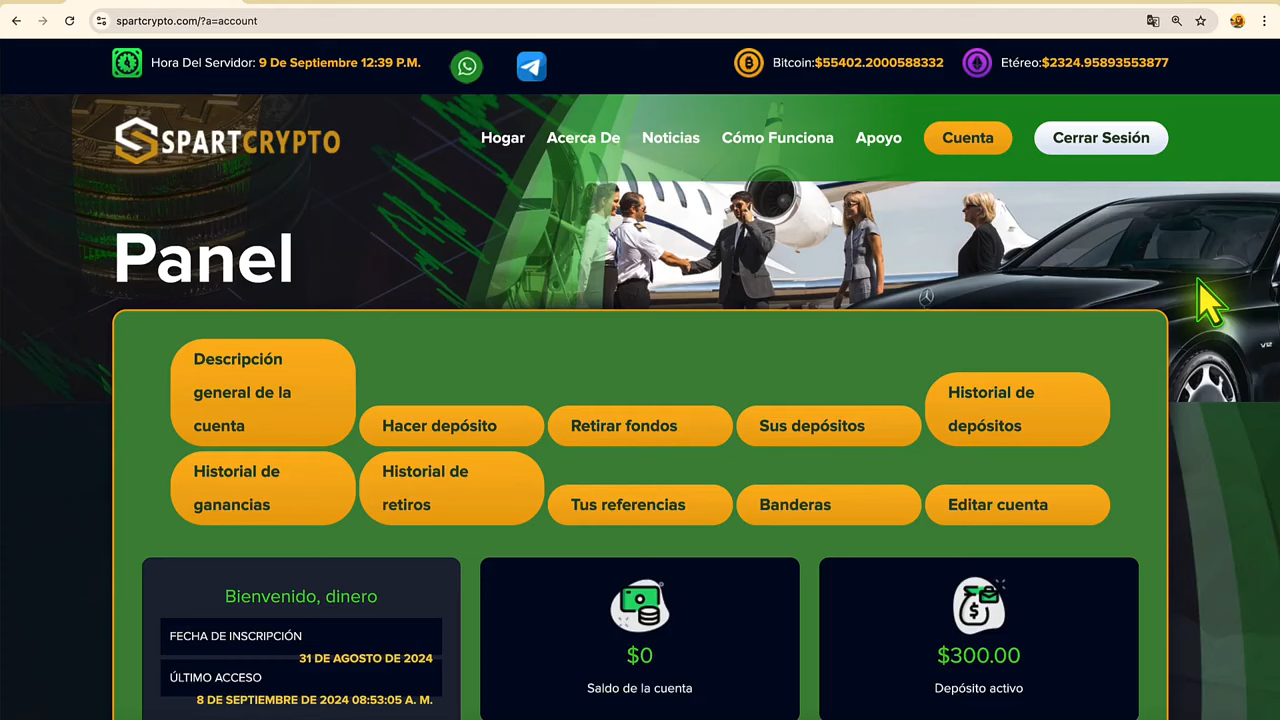 spartcrypto.com/?a=account
Hora Del Servidor: 9 De Septiembre 12:39 P.M.
Bitcoin:$55402.2000588332
Etéreo:$2324.95893553877
SPARTCRYPTO
Hogar
Acerca De
Noticias
Cómo Funciona
Apoyo
Cuenta
Cerrar Sesión
Panel
Descripción
general de la
cuenta
Hacer depósito
Retirar fondos
Sus depósitos
Historial de
depósitos
Historial de
ganancias
Historial de
retiros
Tus referencias
Banderas
Editar cuenta
Bienvenido, dinero
FECHA DE INSCRIPCIÓN
31 DE AGOSTO DE 2024
ÚLTIMO ACCESO
8 DE SEPTIEMBRE DE 2024 08:53:05 A. M.
$0
Saldo de la cuenta
$300.00
Depósito activo